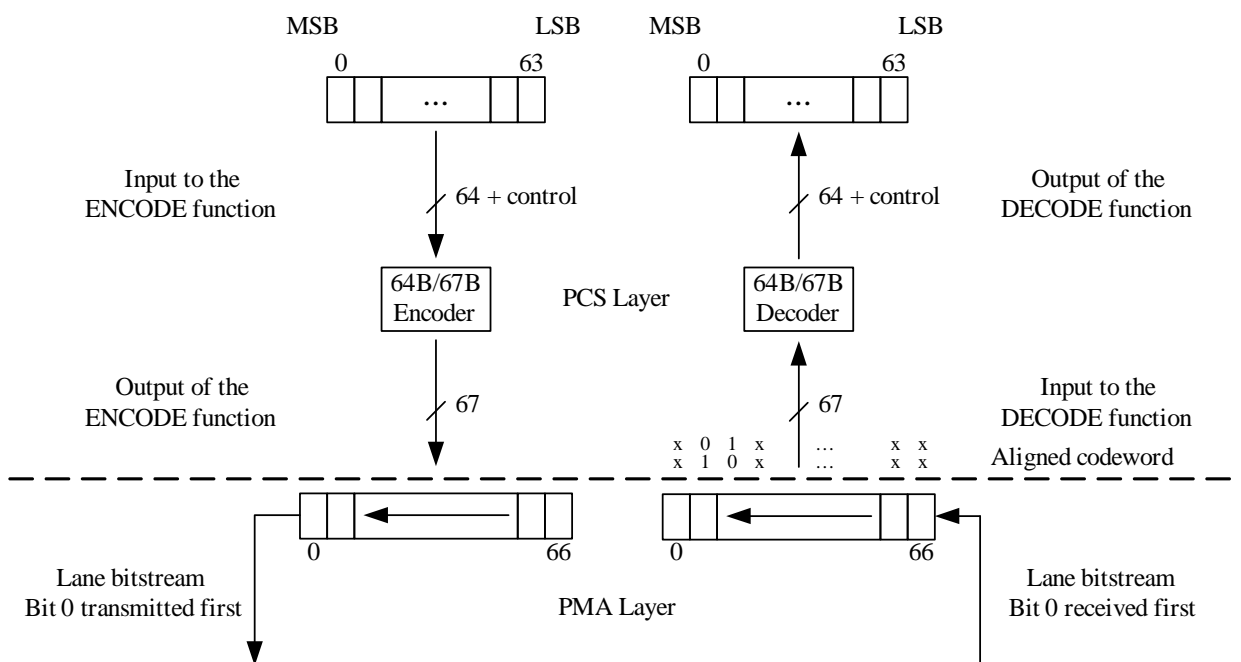 MSB LSB MSB LSB
0 63 0 63
... ...
Input to the
ENCODE function
64 + control
64 + control
Output of the
DECODE function
64B/67B
Encoder
PCS Layer
64B/67B
Decoder
Output of the
ENCODE function
67
67
Input to the
DECODE function
x 0 1 x ... x x
x 1 0 x ... x x
Aligned codeword
0 66 0 66
Lane bitstream
Bit 0 transmitted first
PMA Layer
Lane bitstream
Bit 0 received first